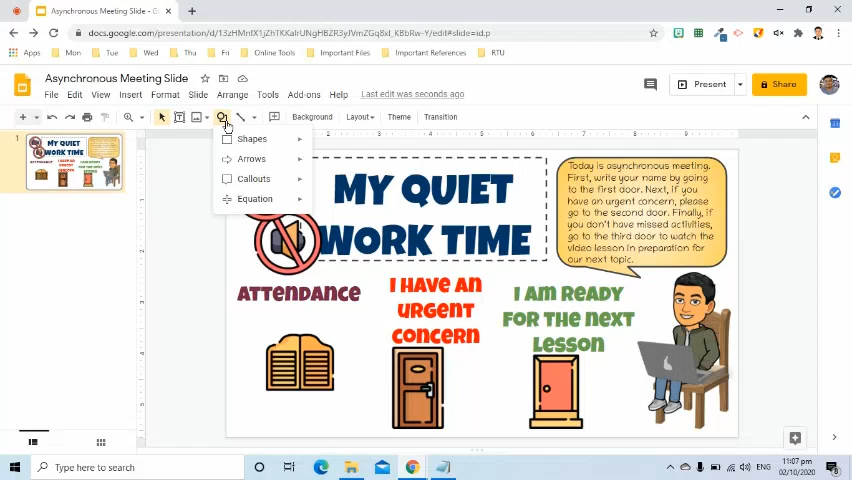 Asynchronous Meeting Slide - G
docs.google.com/presentation/d/13zHMnfX1jZhTKKalrUNgHBZR3yJVmZGq8xl_KBbRw-Y/edit#slide=id.p
Apps
Mon
Tue
Wed
Thu
Fri
Online Tools
Important Files
Important References
RTU
Asynchronous Meeting Slide
File Edit View Insert Format Slide Arrange Tools Add-ons Help Last edit was seconds ago
Present
Share
Background Layout Theme Transition
Shapes
Arrows
Callouts
Equation
1
MY QUIET
WORK TIME
Today is asynchronous meeting.
First, write your name by going
to the first door. Next, if you
have an urgent concern, please
go to the second door. Finally, if
you don't have missed activities,
go to the third door to watch the
video lesson in preparation for
our next topic.
ATTENDANCE
I HAVE AN
URGENT
CONCERN
I AM READY
FOR THE NEXT
LESSON
Type here to search
ENG
11:07 pm
02/10/2020